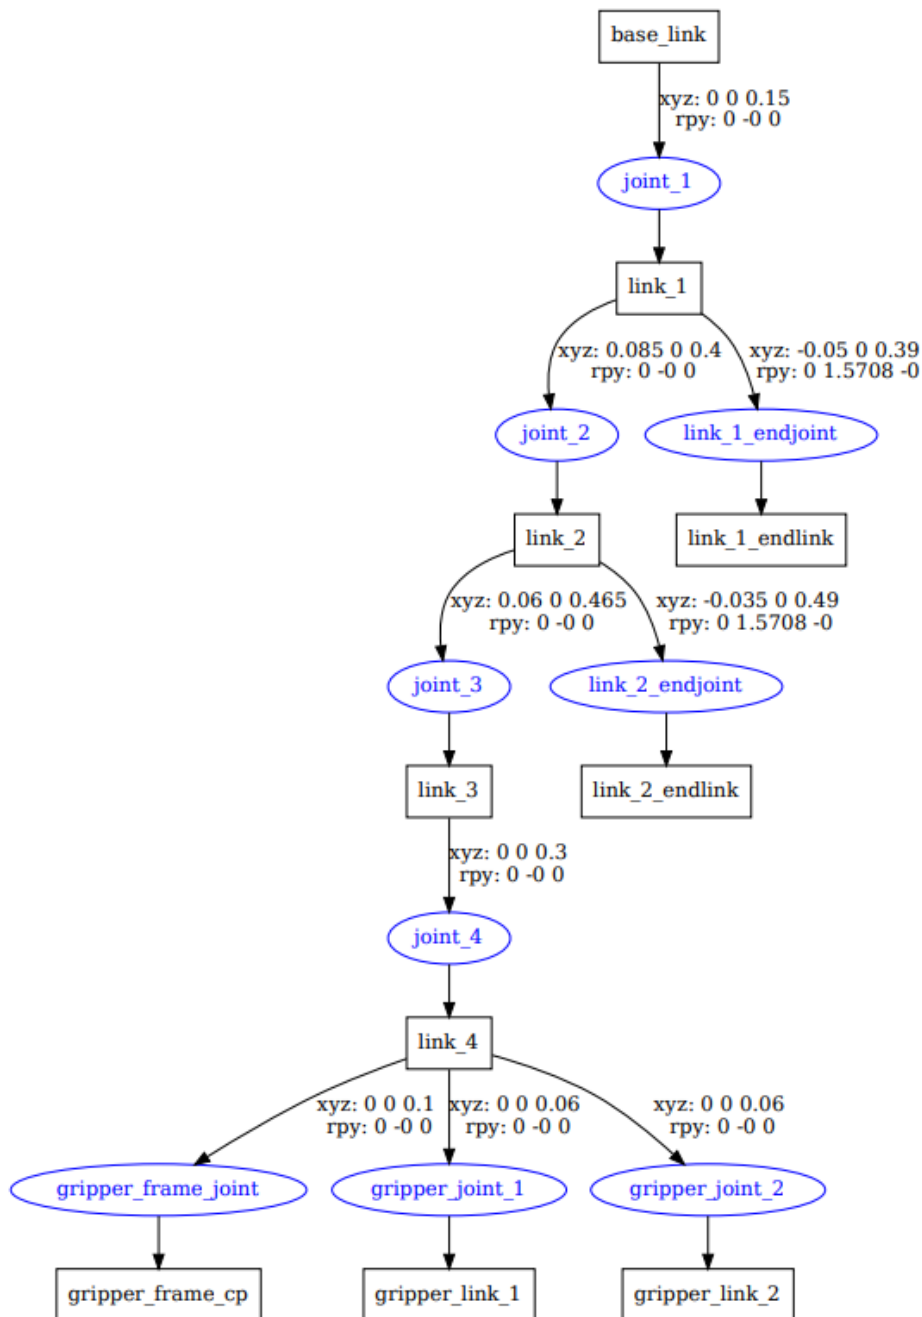 base_link
xyz: 0 0 0.15
rpy: 0 -0 0
joint_1
link_1
xyz: 0.085 0 0.4
rpy: 0 -0 0
xyz: -0.05 0 0.39
rpy: 0 1.5708 -0
joint_2
link_1_endjoint
link_2
link_1_endlink
xyz: 0.06 0 0.465
rpy: 0 -0 0
xyz: -0.035 0 0.49
rpy: 0 1.5708 -0
joint_3
link_2_endjoint
link_3
link_2_endlink
xyz: 0 0 0.3
rpy: 0 -0 0
joint_4
link_4
xyz: 0 0 0.1
rpy: 0 -0 0
xyz: 0 0 0.06
rpy: 0 -0 0
xyz: 0 0 0.06
rpy: 0 -0 0
gripper_frame_joint
gripper_joint_1
gripper_joint_2
gripper_frame_cp
gripper_link_1
gripper_link_2